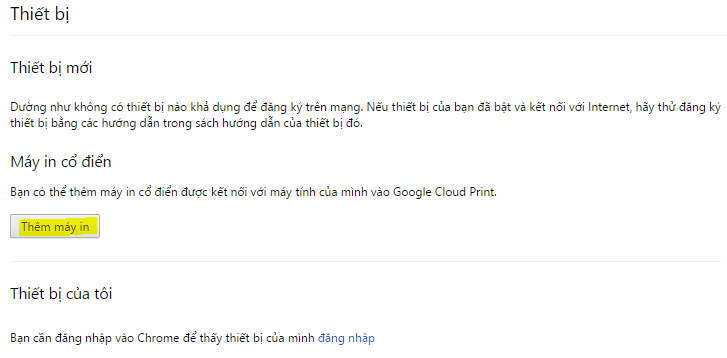 Thiết bị
Thiết bị mới
Dường như không có thiết bị nào khả dụng để đăng ký trên mạng. Nếu thiết bị của bạn đã bật và kết nối với Internet, hãy thử đăng ký
thiết bị bằng các hướng dẫn trong sách hướng dẫn của thiết bị đó.
Máy in cổ điển
Bạn có thể thêm máy in cổ điển được kết nối với máy tính của mình vào Google Cloud Print.
Thêm máy in
Thiết bị của tôi
Bạn cần đăng nhập vào Chrome để thấy thiết bị của mình đăng nhập